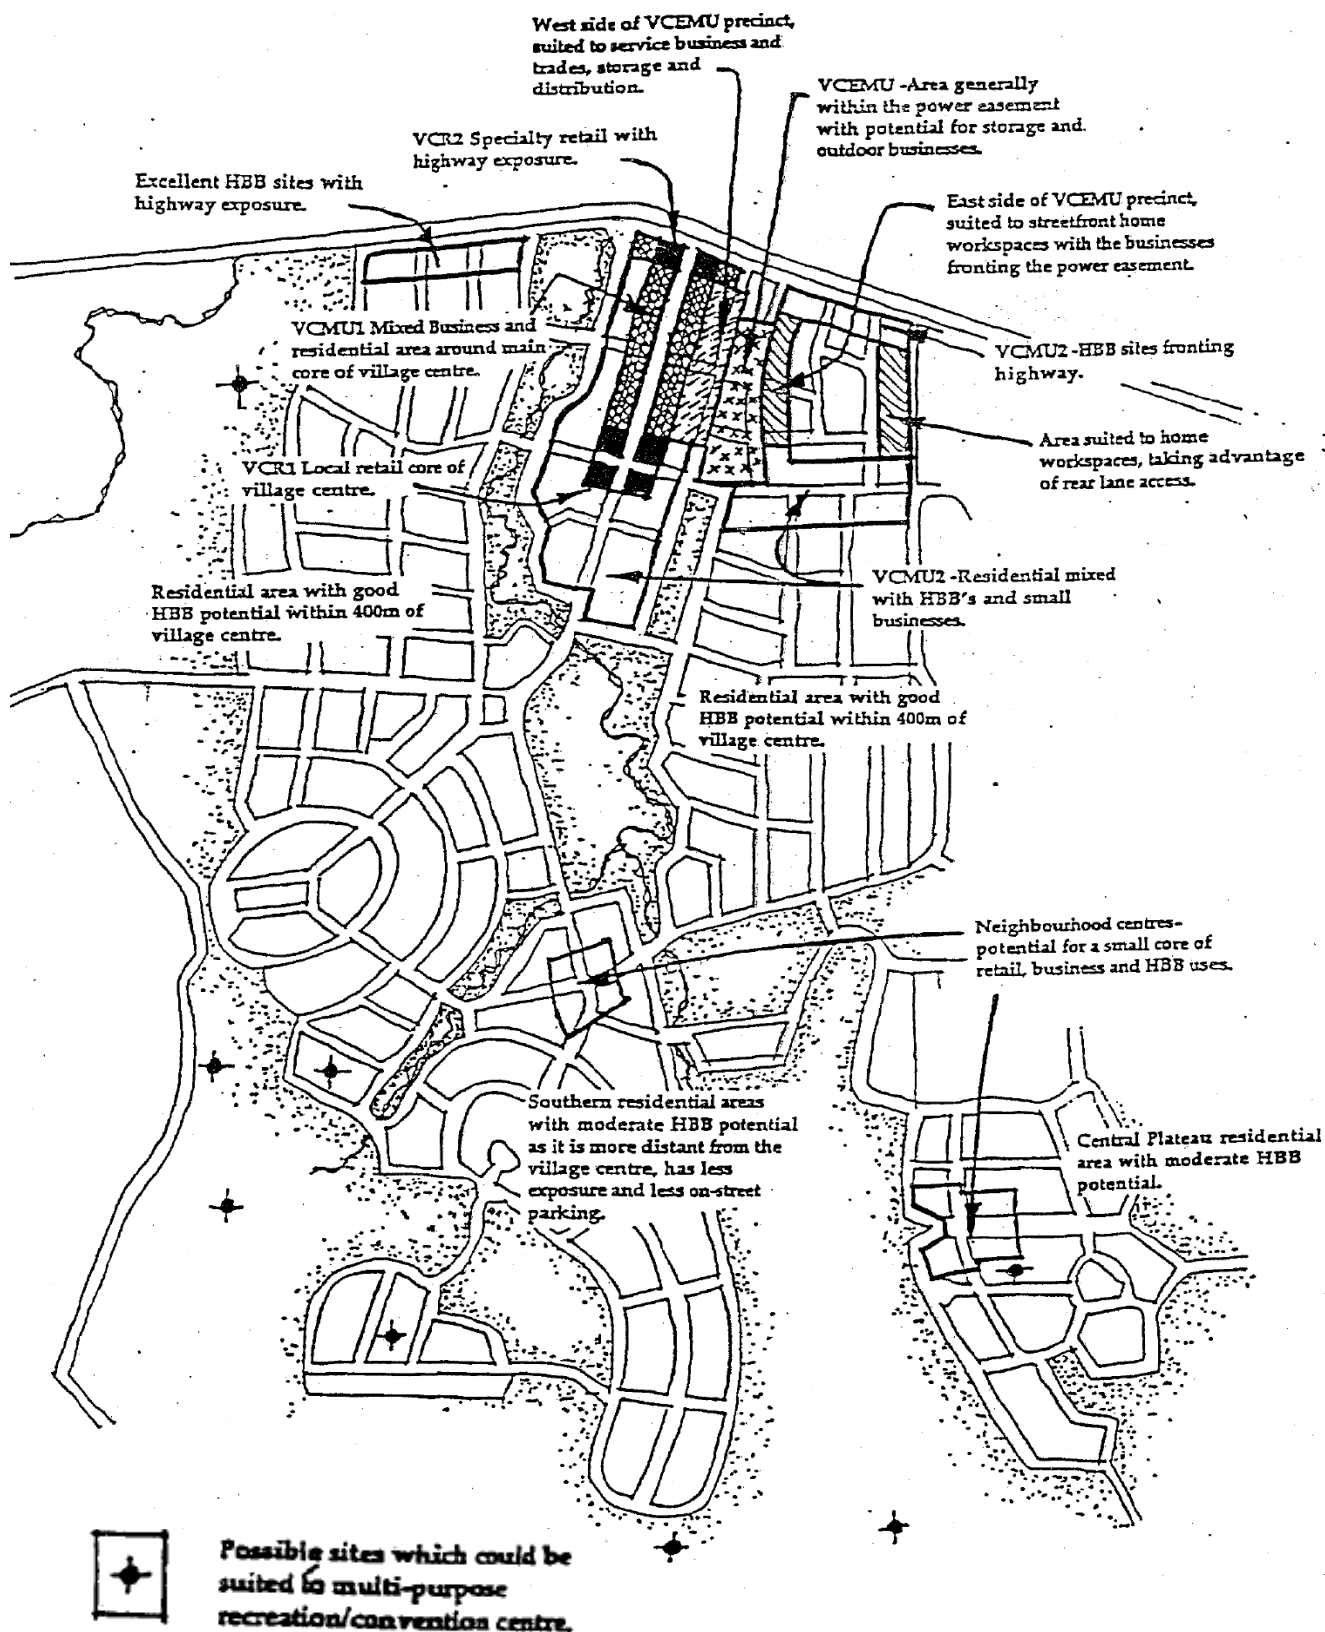 West side of VCEMU precinct,
suited to service business and
trades, storage and
distribution.
VCEMU -Area generally
within the power easement
with potential for storage and.
outdoor businesses.
VCR2 Specialty retail with
highway exposure.
Excellent HBB sites with
highway exposure.
East side of VCEMU precinct,
suited to streetfront home
workspaces with the businesses
fronting the power easement.
VCMU1 Mixed Business and
residential area around main
core of village centre.
VCMU2 -HBB sites fronting
highway.
Area suited to home
workspaces, taking advantage
of rear lane access.
VCR1 Local retail core of
village centre.
VCMU2 -Residential mixed
with HBB's and small
businesses.
Residential area with good
HBB potential within 400m of
village centre.
Residential area with good
HBB potential within 400m of
village centre.
Neighbourhood centres-
potential for a small core of
retail, business and HBB uses.
Southern residential areas
with moderate HBB potential
as it is more distant from the
village centre, has less
exposure and less on-street
parking.
Central Plateau residential
area with moderate HBB
potential.
Possible sites which could be
suited to multi-purpose
recreation/convention centre.